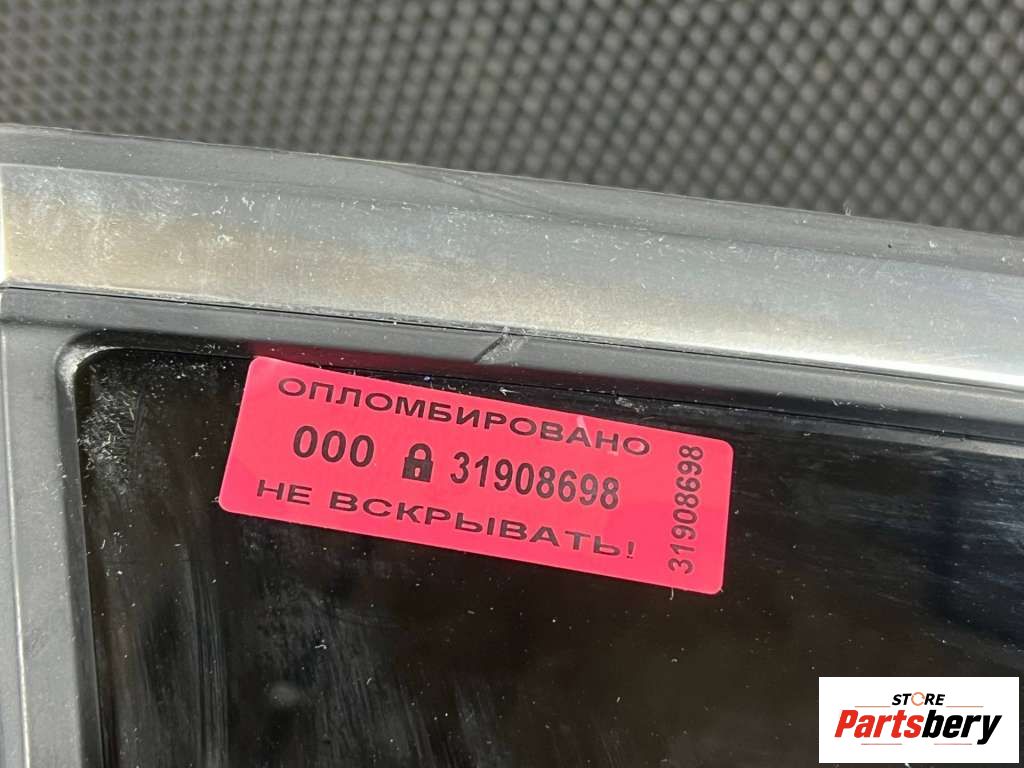 ОПЛОМБИРОВАНО
000 31908698
НЕ ВСКРЫВАТЬ!
31908698
STORE
Partsbery